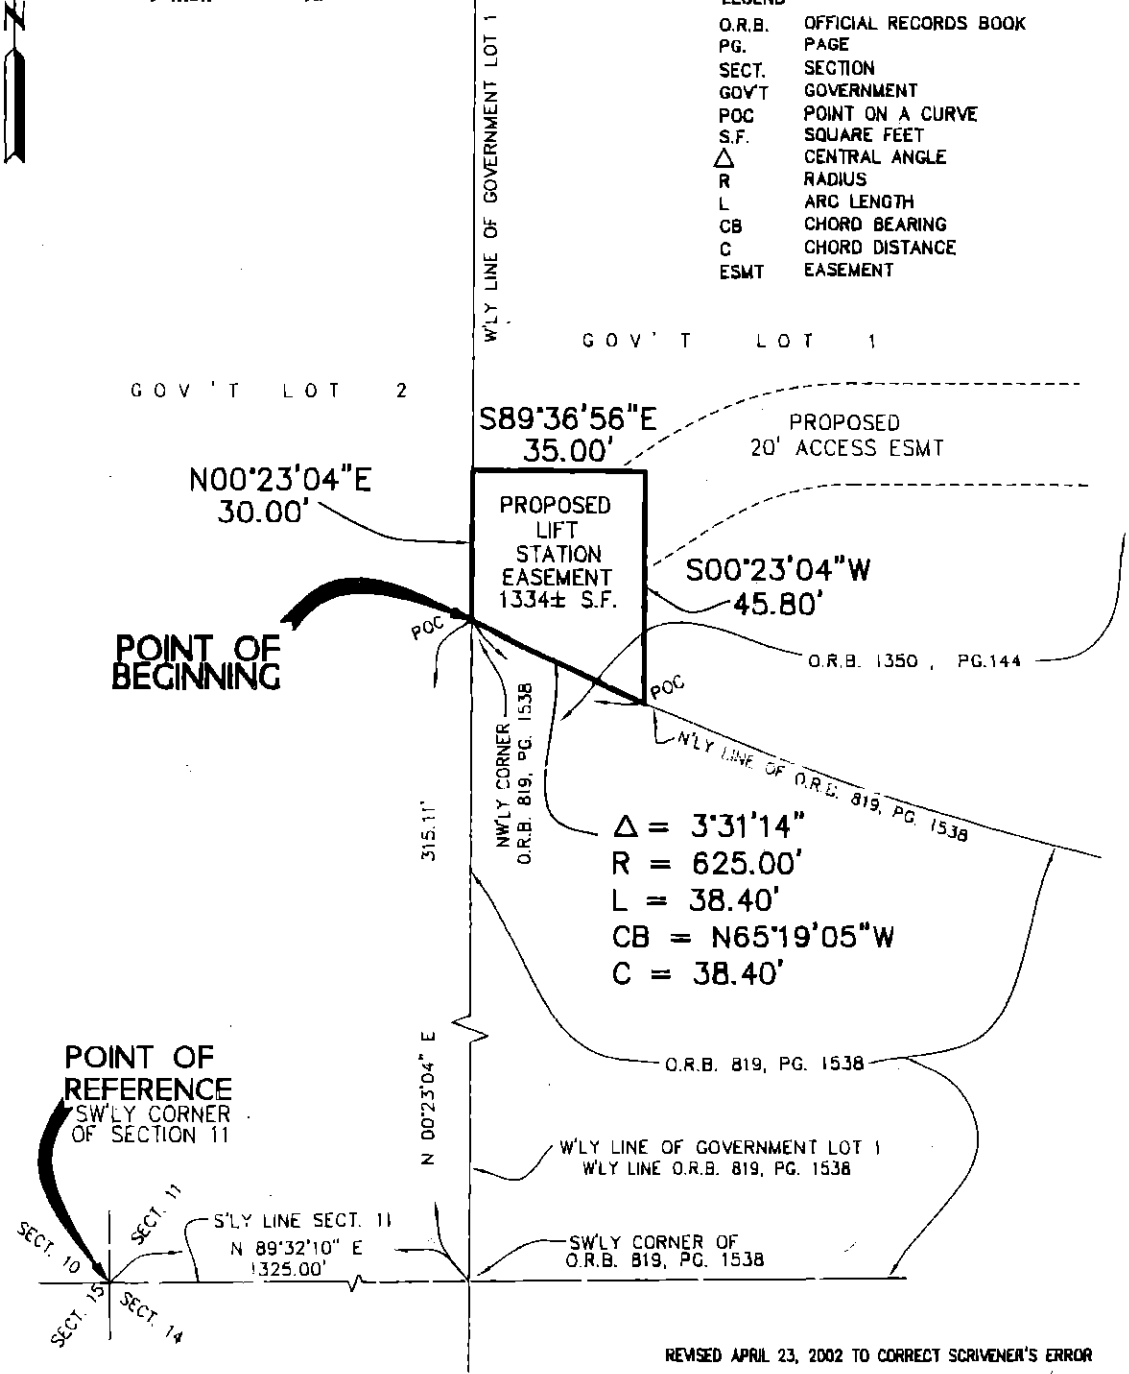 N
O.R.B. OFFICIAL RECORDS BOOK
PG. PAGE
SECT. SECTION
GOV'T GOVERNMENT
POC POINT ON A CURVE
S.F. SQUARE FEET
Δ CENTRAL ANGLE
R RADIUS
L ARC LENGTH
CB CHORD BEARING
C CHORD DISTANCE
ESMT EASEMENT
W'LY LINE OF GOVERNMENT LOT 1
GOV'T LOT 1
GOV'T LOT 2
S89°36'56"E
35.00'
PROPOSED
20' ACCESS ESMT
N00°23'04"E
30.00'
PROPOSED
LIFT
STATION
EASEMENT
1334± S.F.
S00°23'04"W
45.80'
POINT OF
BEGINNING
POC
POC
O.R.B. 1350 , PG.144
NW'LY CORNER
O.R.B. 819, PG. 1538
N'LY LINE OF O.R.B. 819, PG. 1538
315.11'
Δ = 3°31'14"
R = 625.00'
L = 38.40'
CB = N65°19'05"W
C = 38.40'
N 00°23'04" E
O.R.B. 819, PG. 1538
POINT OF
REFERENCE
SW'LY CORNER
OF SECTION 11
W'LY LINE OF GOVERNMENT LOT 1
W'LY LINE O.R.B. 819, PG. 1538
SECT. 10
SECT. 11
SECT. 15
SECT. 14
S'LY LINE SECT. 11
N 89°32'10" E
1325.00'
SW'LY CORNER OF
O.R.B. 819, PG. 1538
REVISED APRIL 23, 2002 TO CORRECT SCRIVENER'S ERROR